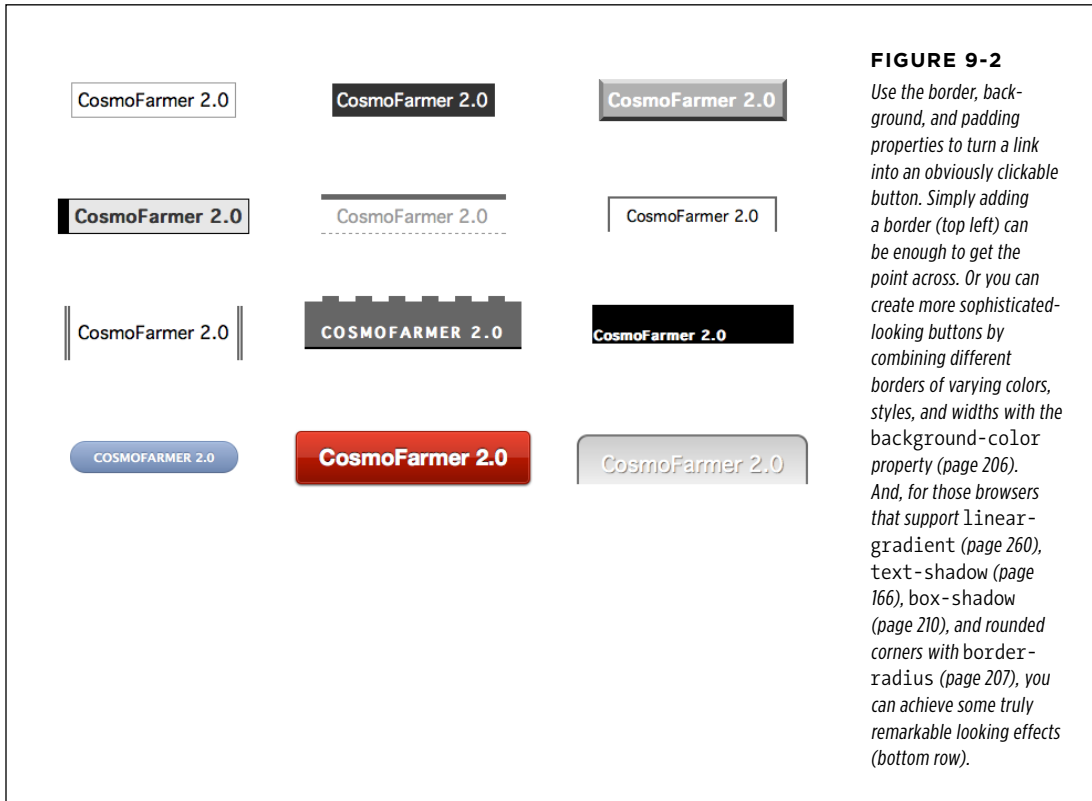 CosmoFarmer 2.0
CosmoFarmer 2.0
CosmoFarmer 2.0
CosmoFarmer 2.0
CosmoFarmer 2.0
CosmoFarmer 2.0
CosmoFarmer 2.0
COSMOFARMER 2.0
CosmoFarmer 2.0
COSMOFARMER 2.0
CosmoFarmer 2.0
CosmoFarmer 2.0
FIGURE 9-2
Use the border, back-
ground, and padding
properties to turn a link
into an obviously clickable
button. Simply adding
a border (top left) can
be enough to get the
point across. Or you can
create more sophisticated-
looking buttons by
combining different
borders of varying colors,
styles, and widths with the
background-color
property (page 206).
And, for those browsers
that support linear-
gradient (page 260),
text-shadow (page
166), box-shadow
(page 210), and rounded
corners with border-
radius (page 207), you
can achieve some truly
remarkable looking effects
(bottom row).